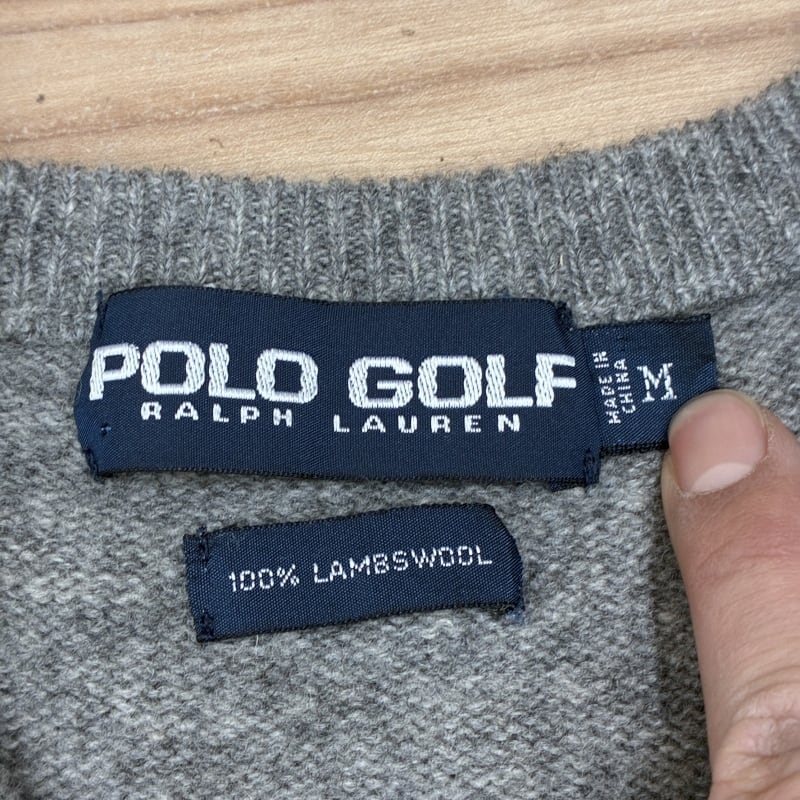 POLO GOLF
RALPH LAUREN
MADE IN
CHINA
M
100% LAMBSWOOL